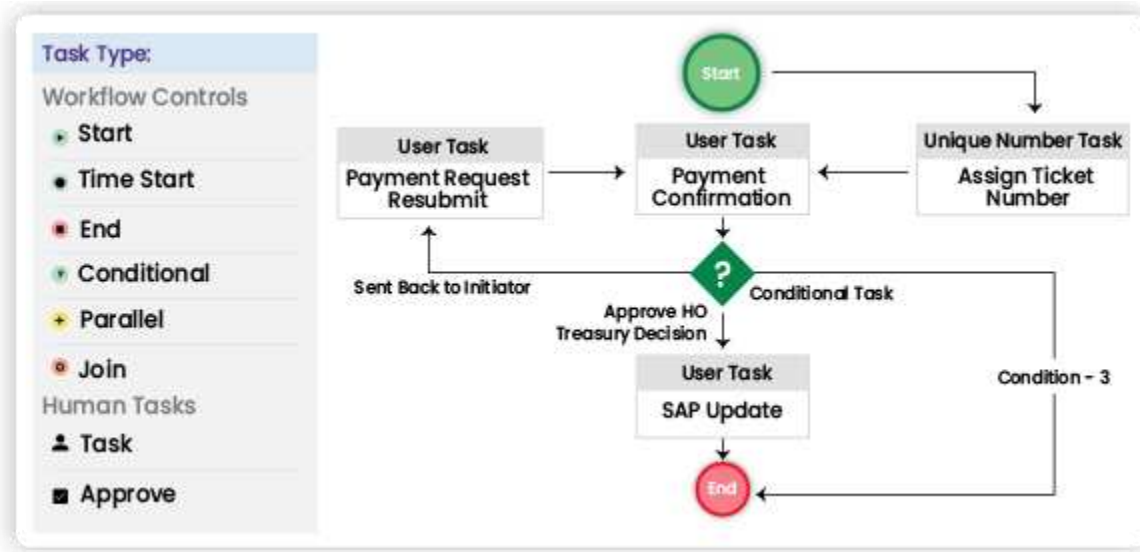 Task Type:
Workflow Controls
Start
Time Start
End
Conditional
Parallel
Join
Human Tasks
Task
Approve
Start
User Task
Payment Request
Resubmit
User Task
Payment
Confirmation
Unique Number Task
Assign Ticket
Number
?
Sent Back to Initiator
Conditional Task
Approve HO
Treasury Decision
User Task
SAP Update
Condition - 3
End